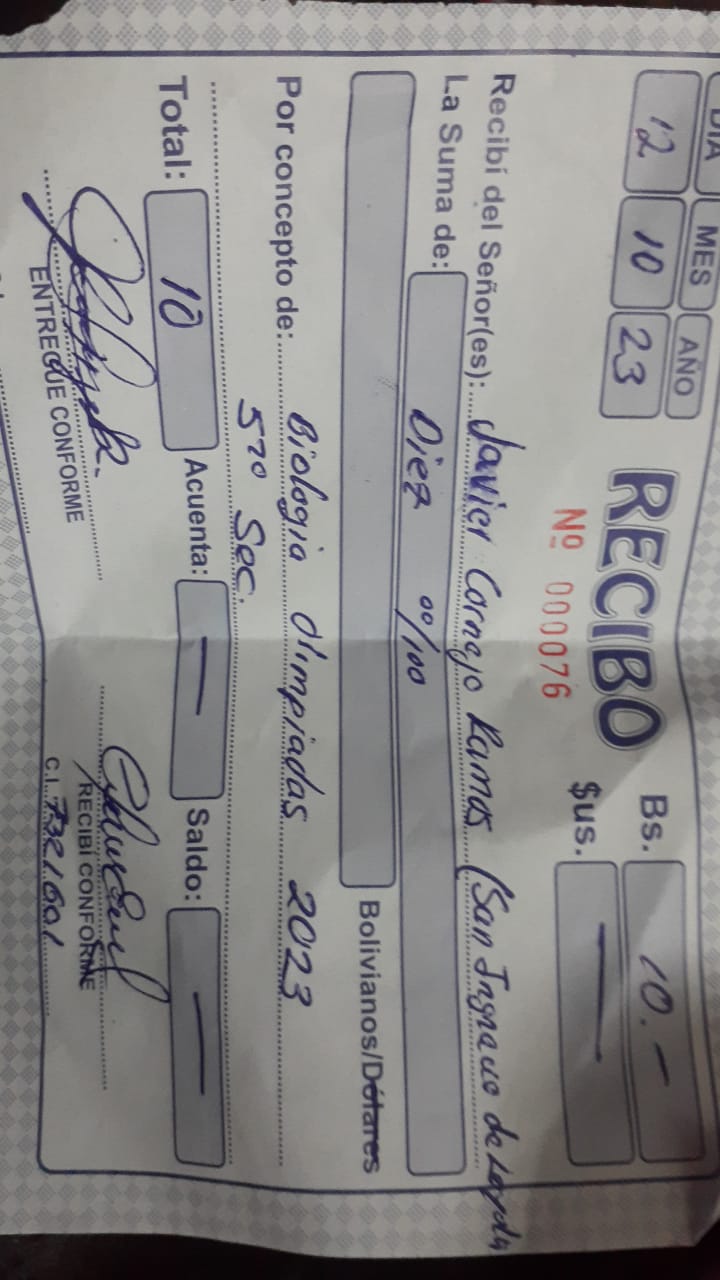 DIA MES AÑO
12 10 23
RECIBO
Nº 000076
Bs. 10.-
$us. —
Recibí del Señor(es): Javier Cornejo Ramos (San Ignacio de Loyola
La Suma de: Diez 00/100
Bolivianos/Dólares
Por concepto de: Biologia Olimpiadas 2023
5to Sec.
Total: 10 Acuenta: — Saldo: —
ENTREGUE CONFORME
RECIBÍ CONFORME
C.I. 7321601